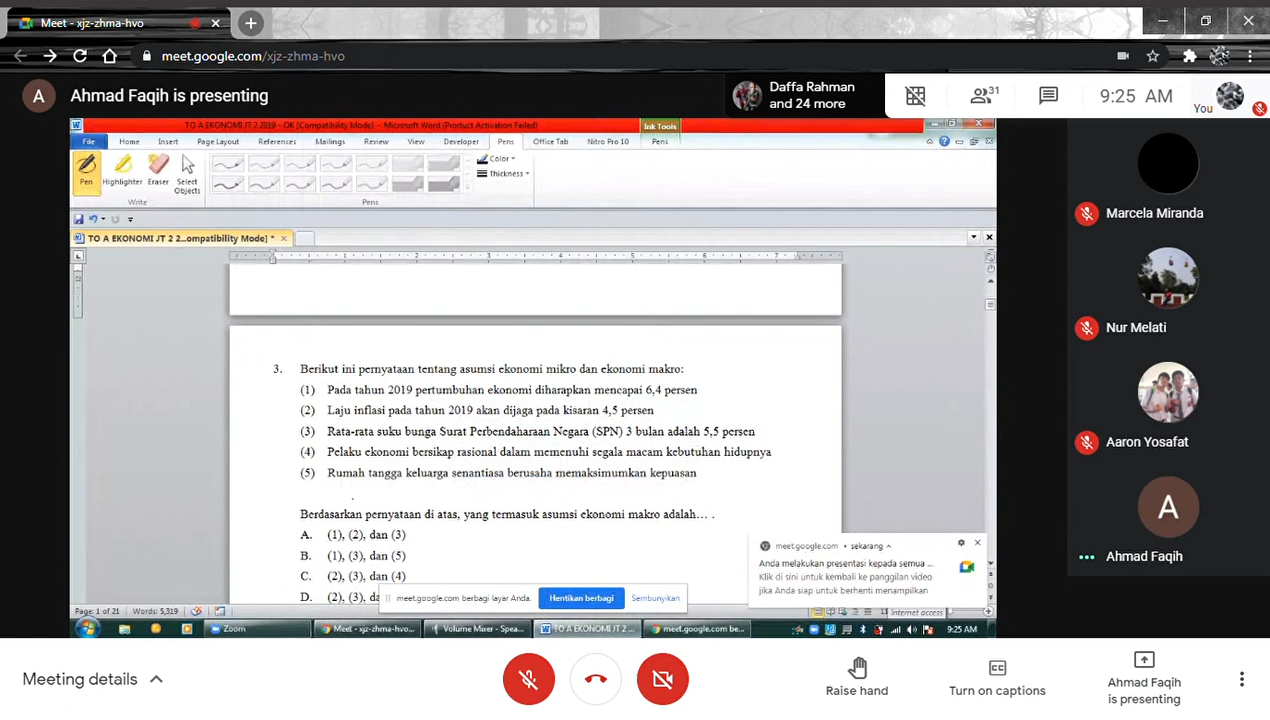 Meet - xjz-zhma-hvo
meet.google.com/xjz-zhma-hvo
A
Ahmad Faqih is presenting
Daffa Rahman
and 24 more
31
9:25 AM
You
TO A EKONOMI JT 2 2019 - OK [Compatibility Mode] - Microsoft Word (Product Activation Failed)
Ink Tools
File Home Insert Page Layout References Mailings Review View Developer Pens Office Tab Nitro Pro 10 Pens
Pen Highlighter Eraser Select Objects
Color
Thickness
Write
Pens
TO A EKONOMI JT 2 2...ompatibility Mode] *
1 2 3 4 5 6 7
3. Berikut ini pernyataan tentang asumsi ekonomi mikro dan ekonomi makro:
(1) Pada tahun 2019 pertumbuhan ekonomi diharapkan mencapai 6,4 persen
(2) Laju inflasi pada tahun 2019 akan dijaga pada kisaran 4,5 persen
(3) Rata-rata suku bunga Surat Perbendaharaan Negara (SPN) 3 bulan adalah 5,5 persen
(4) Pelaku ekonomi bersikap rasional dalam memenuhi segala macam kebutuhan hidupnya
(5) Rumah tangga keluarga senantiasa berusaha memaksimumkan kepuasan
Berdasarkan pernyataan di atas, yang termasuk asumsi ekonomi makro adalah... .
A. (1), (2), dan (3)
B. (1), (3), dan (5)
C. (2), (3), dan (4)
D. (2), (3), da
meet.google.com berbagi layar Anda.
Hentikan berbagi
Sembunyikan
meet.google.com • sekarang
Anda melakukan presentasi kepada semua ...
Klik di sini untuk kembali ke panggilan video
jika Anda siap untuk berhenti menampilkan
Page: 1 of 21 Words: 5,319
Internet access
Zoom
Meet - xjz-zhma-hvo...
Volume Mixer - Spea...
TO A EKONOMI JT 2 ...
meet.google.com be...
9:25 AM
Marcela Miranda
Nur Melati
Aaron Yosafat
A
Ahmad Faqih
Meeting details
Raise hand
Turn on captions
Ahmad Faqih
is presenting